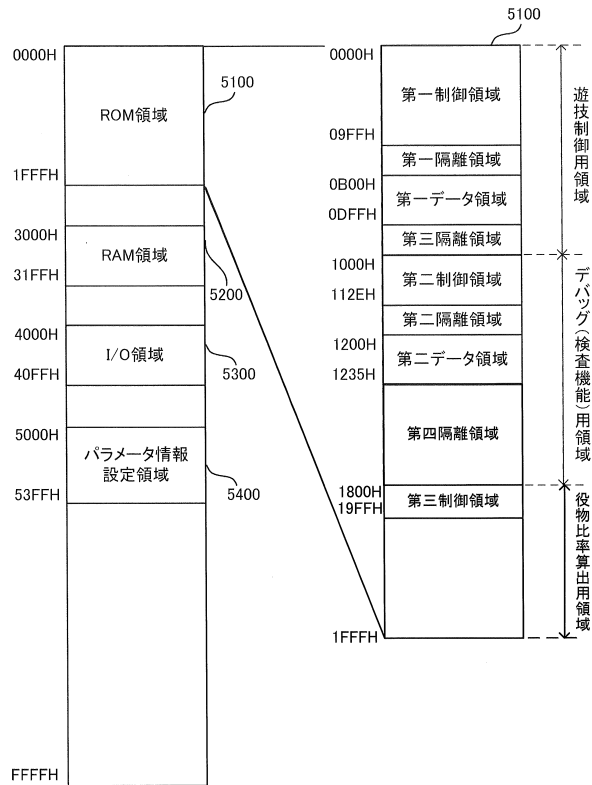 0000H
ROM領域
5100
1FFFH
3000H
RAM領域
31FFH
5200
4000H
I/O領域
40FFH
5300
5000H
パラメータ情報
設定領域
53FFH
5400
FFFFH
5100
0000H
第一制御領域
09FFH
第一隔離領域
0B00H
第一データ領域
0DFFH
第三隔離領域
1000H
第二制御領域
112EH
第二隔離領域
1200H
第二データ領域
1235H
第四隔離領域
1800H
19FFH
第三制御領域
1FFFH
遊技制御用領域
デバッグ(検査機能)用領域
役物比率算出用領域